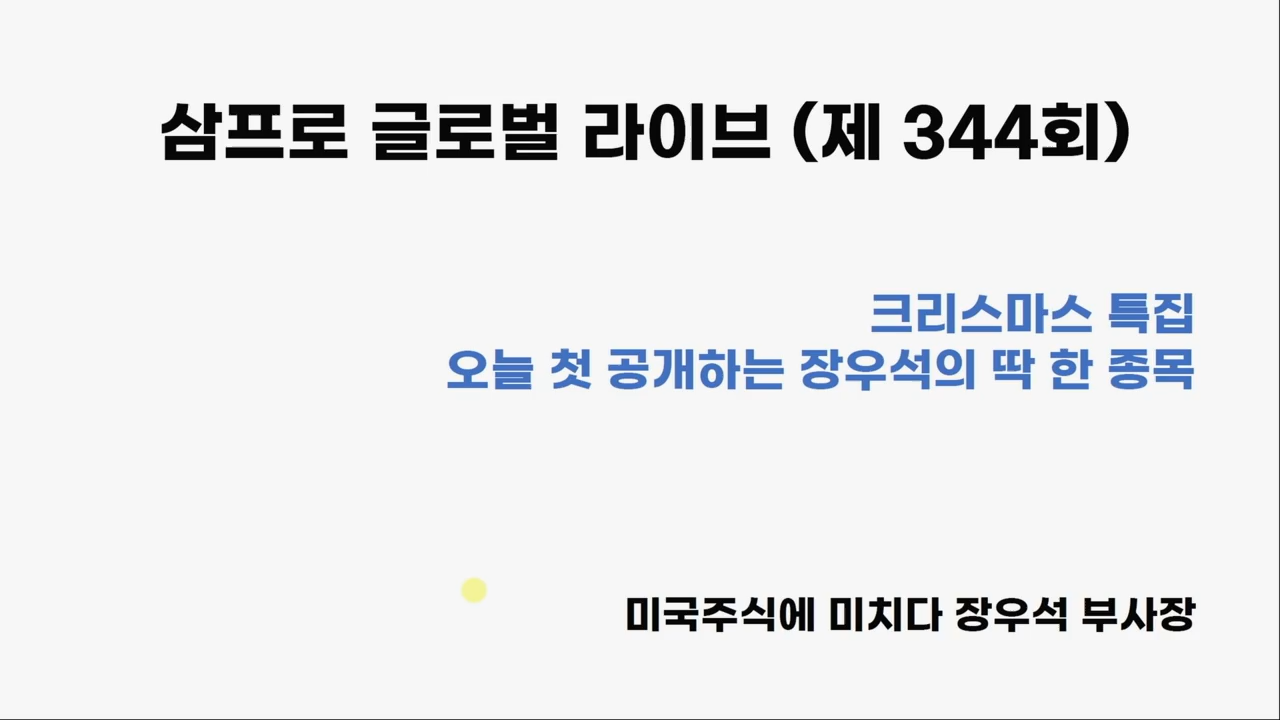 삼프로 글로벌 라이브 (제 344회)
크리스마스 특집
오늘 첫 공개하는 장우석의 딱 한 종목
미국주식에 미치다 장우석 부사장